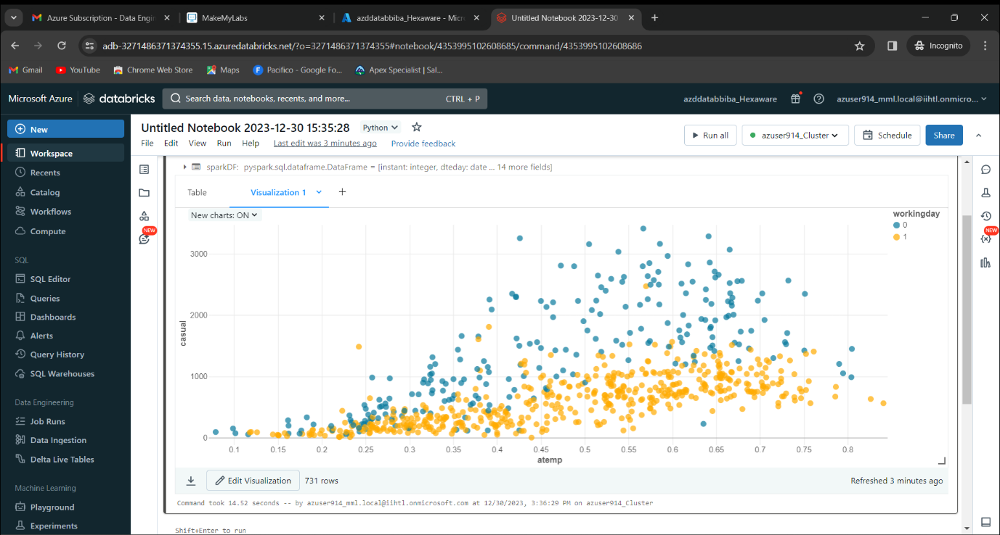 Azure Subscription - Data Engin
MakeMyLabs
azddatabbiba_Hexaware - Micro
Untitled Notebook 2023-12-30
adb-3271486371374355.15.azuredatabricks.net/?o=3271486371374355#notebook/4353995102608685/command/4353995102608686
Incognito
Gmail
YouTube
Chrome Web Store
Maps
Pacifico - Google Fo...
Apex Specialist | Sal...
Microsoft Azure
databricks
Search data, notebooks, recents, and more...
CTRL + P
azddatabbiba_Hexaware
azuser914_mml.local@iihtl.onmicro...
New
Workspace
Recents
Catalog
Workflows
Compute
SQL
SQL Editor
Queries
Dashboards
Alerts
Query History
SQL Warehouses
Data Engineering
Job Runs
Data Ingestion
Delta Live Tables
Machine Learning
Playground
Experiments
Untitled Notebook 2023-12-30 15:35:28
Python
File
Edit
View
Run
Help
Last edit was 3 minutes ago
Provide feedback
Run all
azuser914_Cluster
Schedule
Share
NEW
sparkDF: pyspark.sql.dataframe.DataFrame = [instant: integer, dteday: date ... 14 more fields]
Table
Visualization 1
+
New charts: ON
workingday
0
1
casual
3000
2000
1000
0
0.1
0.15
0.2
0.25
0.3
0.35
0.4
0.45
0.5
0.55
0.6
0.65
0.7
0.75
0.8
atemp
Edit Visualization
731 rows
Refreshed 3 minutes ago
Command took 14.52 seconds -- by azuser914_mml.local@iihtl.onmicrosoft.com at 12/30/2023, 3:36:29 PM on azuser914_Cluster
Shift+Enter to run
NEW